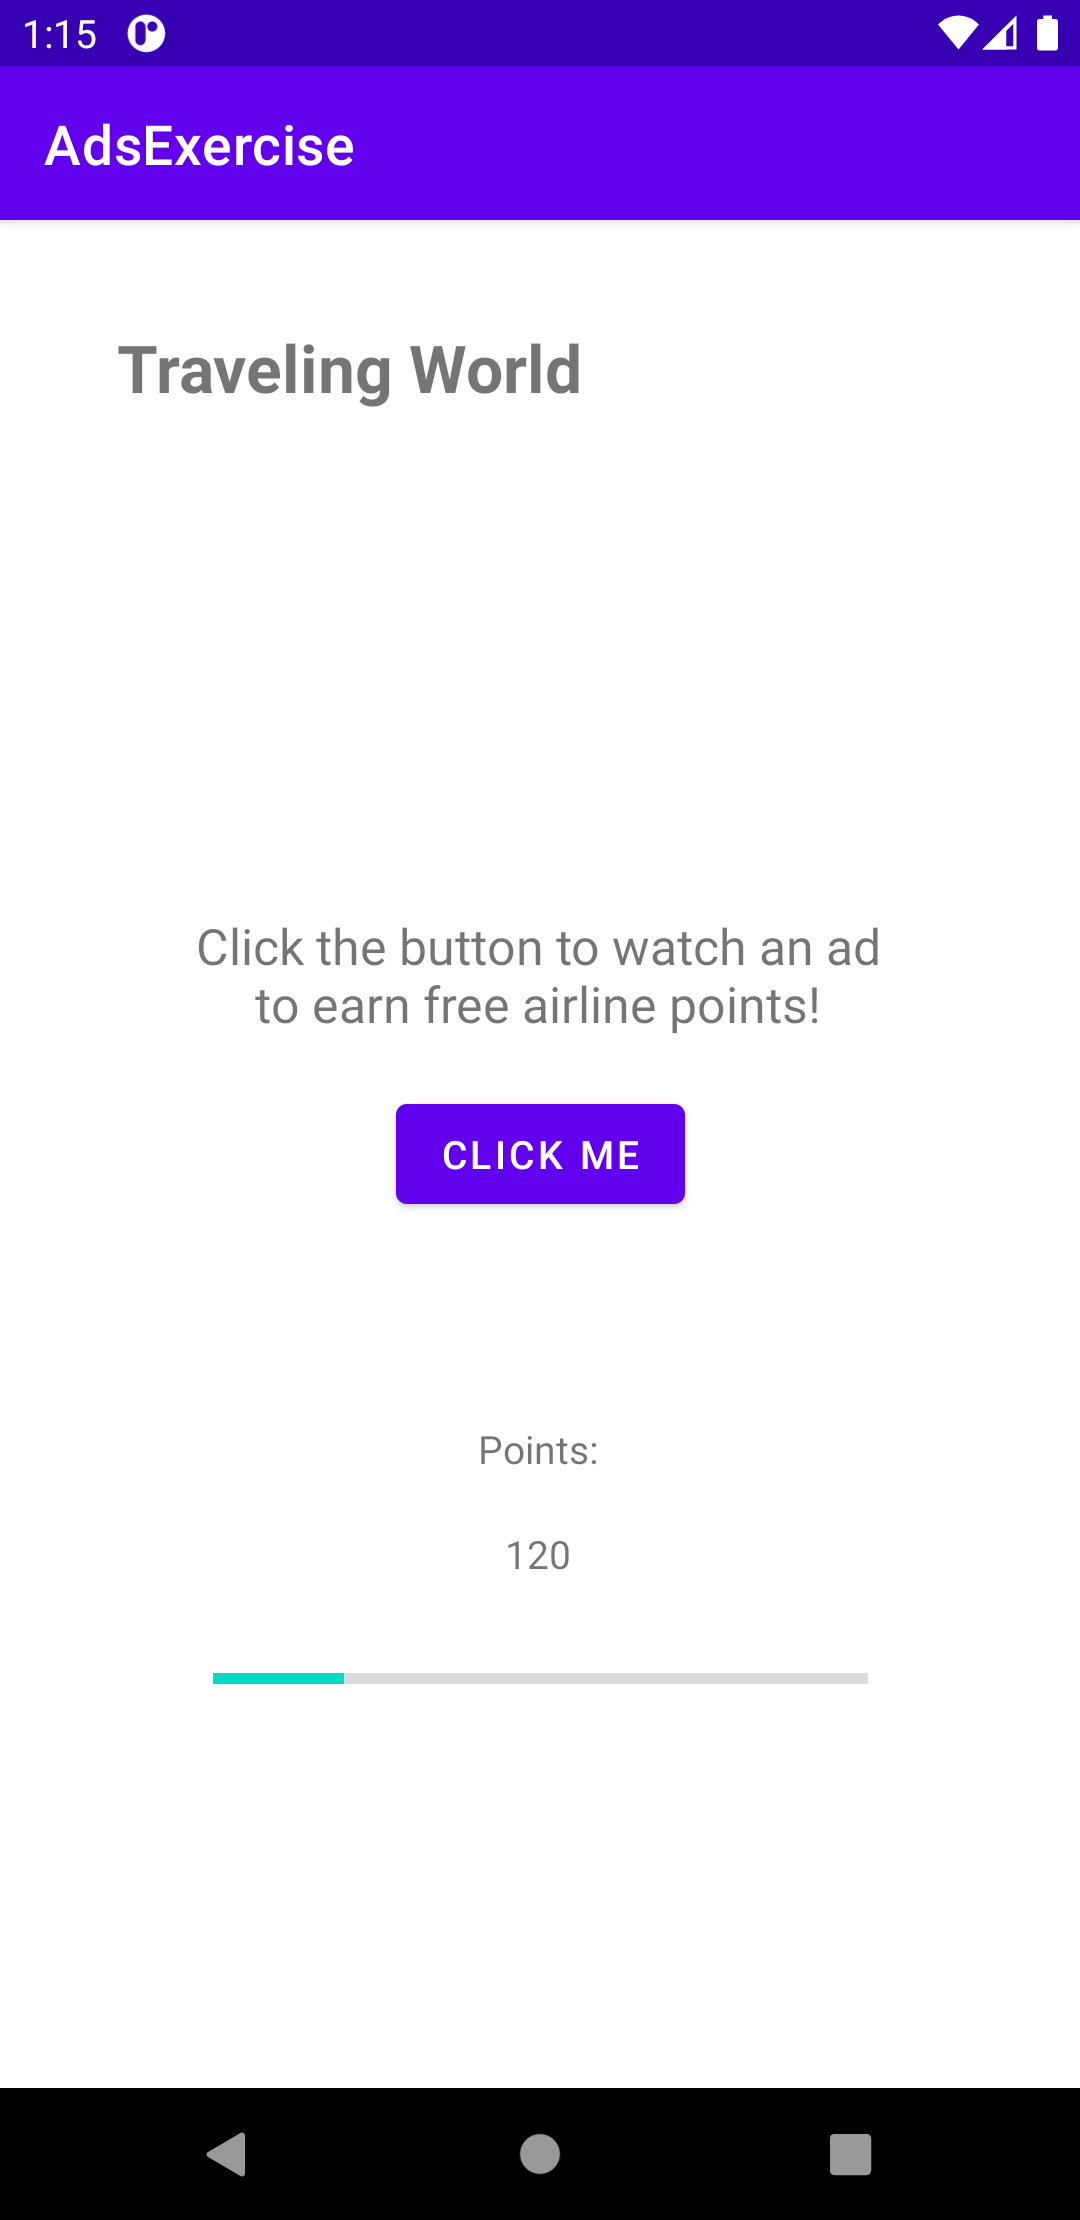 1:15
AdsExercise
Traveling World
Click the button to watch an ad
to earn free airline points!
CLICK ME
Points:
120